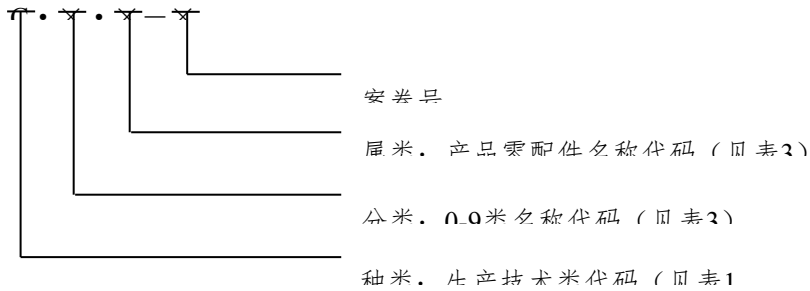 C·×·×—×
案卷号
属类：产品零配件名称代码（见表3）
分类：0-9类名称代码（见表3）
种类：生产技术类代码（见表1